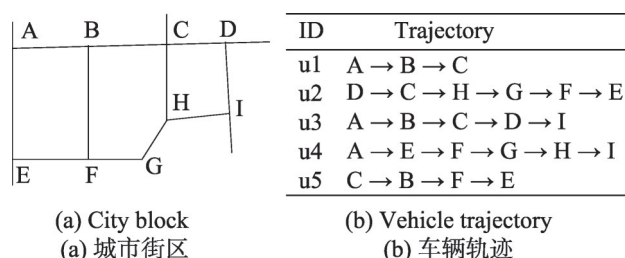 A B C D
H
I
E F G
(a) City block
(a) 城市街区
ID Trajectory
u1 A → B → C
u2 D → C → H → G → F → E
u3 A → B → C → D → I
u4 A → E → F → G → H → I
u5 C → B → F → E
(b) Vehicle trajectory
(b) 车辆轨迹